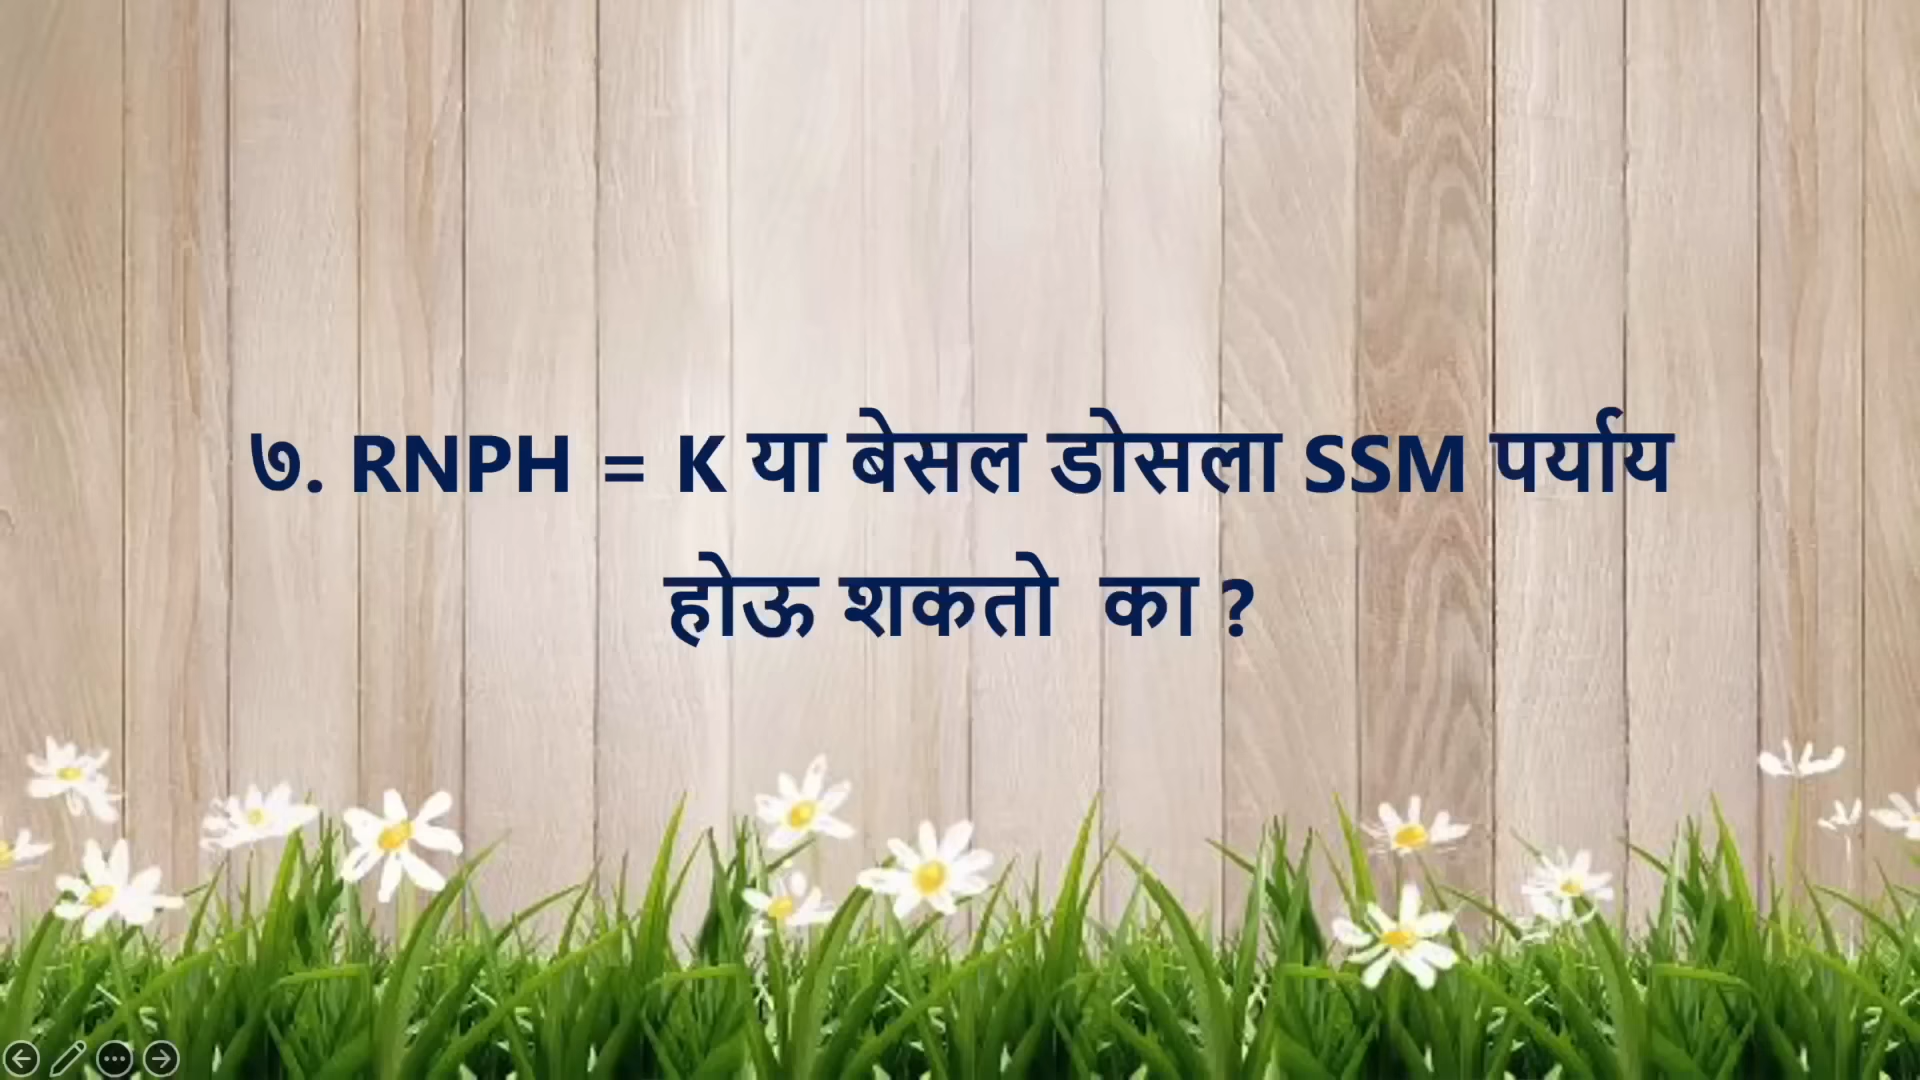 ७. RNPH = K या बेसल डोसला SSM पर्याय
होऊ शकतो का ?